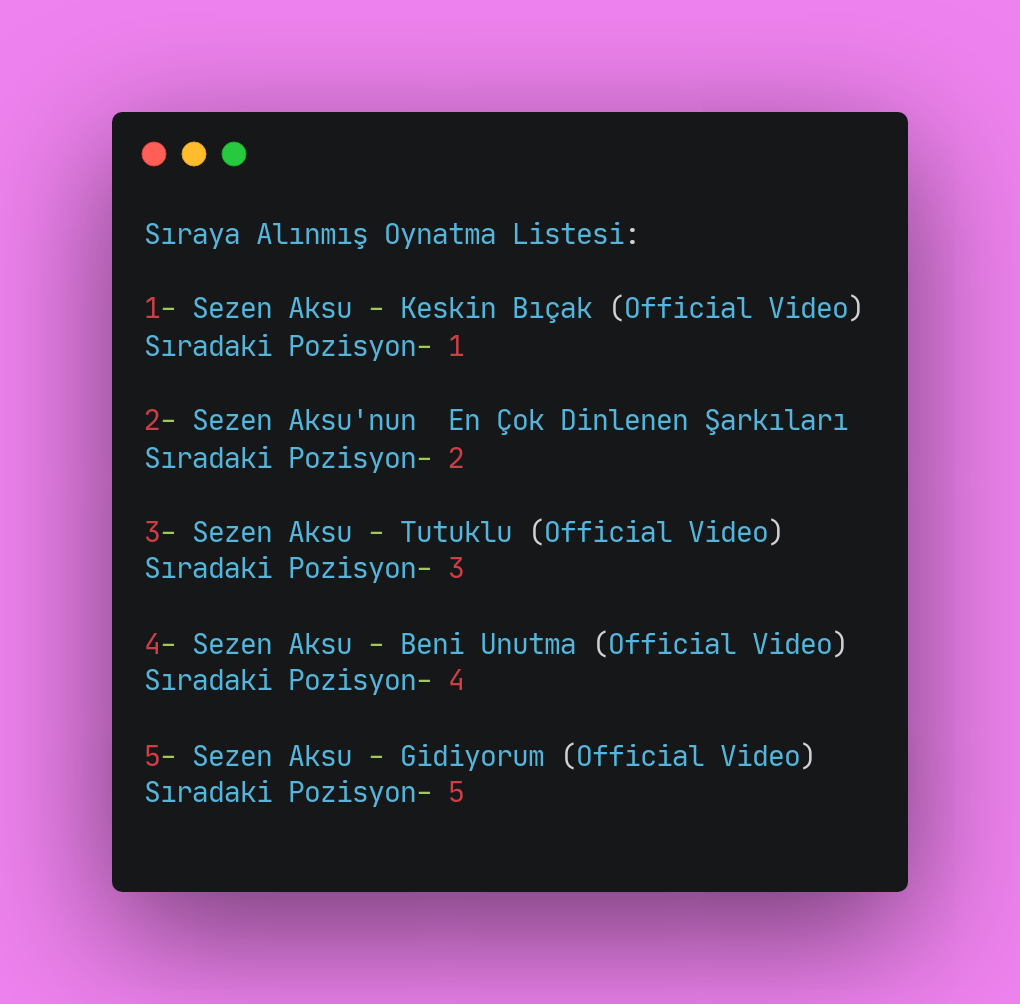 Sıraya Alınmış Oynatma Listesi:
1- Sezen Aksu - Keskin Bıçak (Official Video)
Sıradaki Pozisyon- 1
2- Sezen Aksu'nun  En Çok Dinlenen Şarkıları
Sıradaki Pozisyon- 2
3- Sezen Aksu - Tutuklu (Official Video)
Sıradaki Pozisyon- 3
4- Sezen Aksu - Beni Unutma (Official Video)
Sıradaki Pozisyon- 4
5- Sezen Aksu - Gidiyorum (Official Video)
Sıradaki Pozisyon- 5